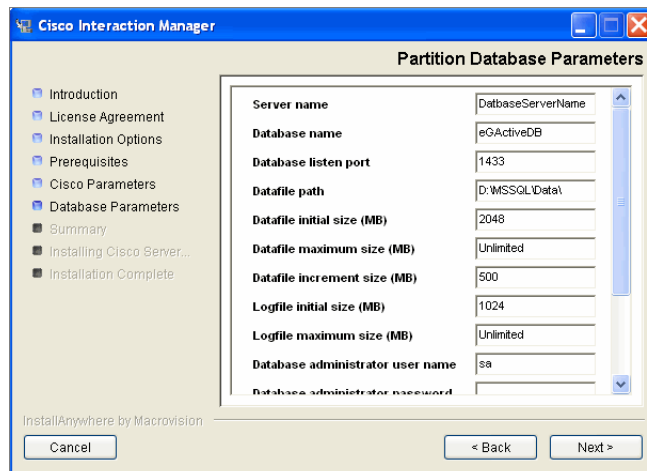 Cisco Interaction Manager
Partition Database Parameters
Introduction
License Agreement
Installation Options
Prerequisites
Cisco Parameters
Database Parameters
Summary
Installing Cisco Server...
Installation Complete
Server name DatbaseServerName
Database name eGActiveDB
Database listen port 1433
Datafile path D:\MSSQL\Data\
Datafile initial size (MB) 2048
Datafile maximum size (MB) Unlimited
Datafile increment size (MB) 500
Logfile initial size (MB) 1024
Logfile maximum size (MB) Unlimited
Database administrator user name sa
Database administrator password
InstallAnywhere by Macrovision
Cancel
< Back
Next >